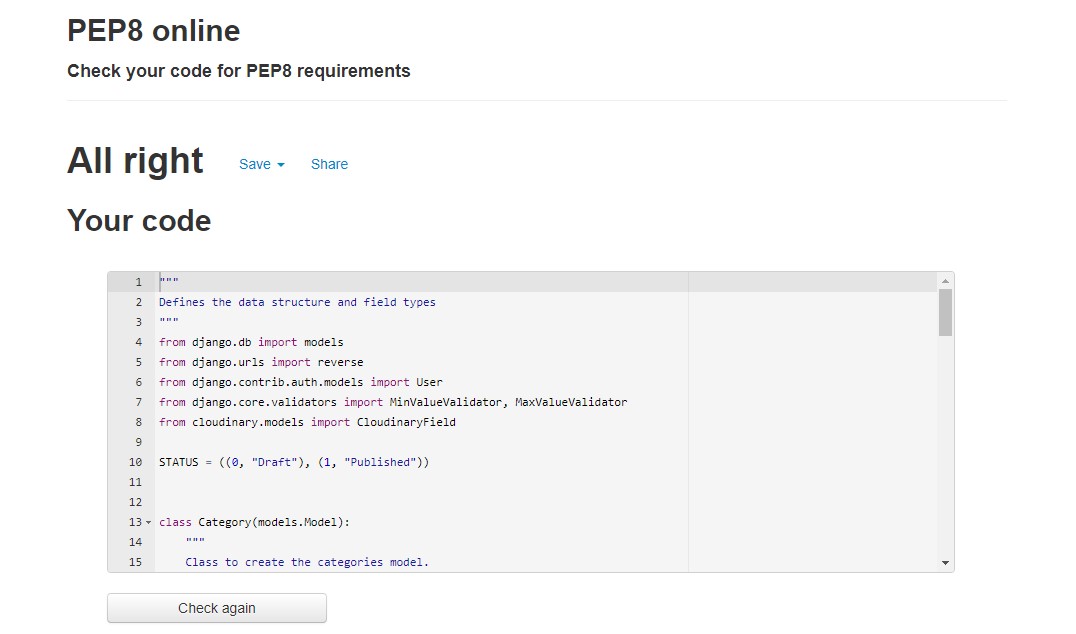 PEP8 online
Check your code for PEP8 requirements
All right Save Share
Your code
1 """
2 Defines the data structure and field types
3 """
4 from django.db import models
5 from django.urls import reverse
6 from django.contrib.auth.models import User
7 from django.core.validators import MinValueValidator, MaxValueValidator
8 from cloudinary.models import CloudinaryField
9
10 STATUS = ((0, "Draft"), (1, "Published"))
11
12
13 class Category(models.Model):
14     """
15     Class to create the categories model.
Check again